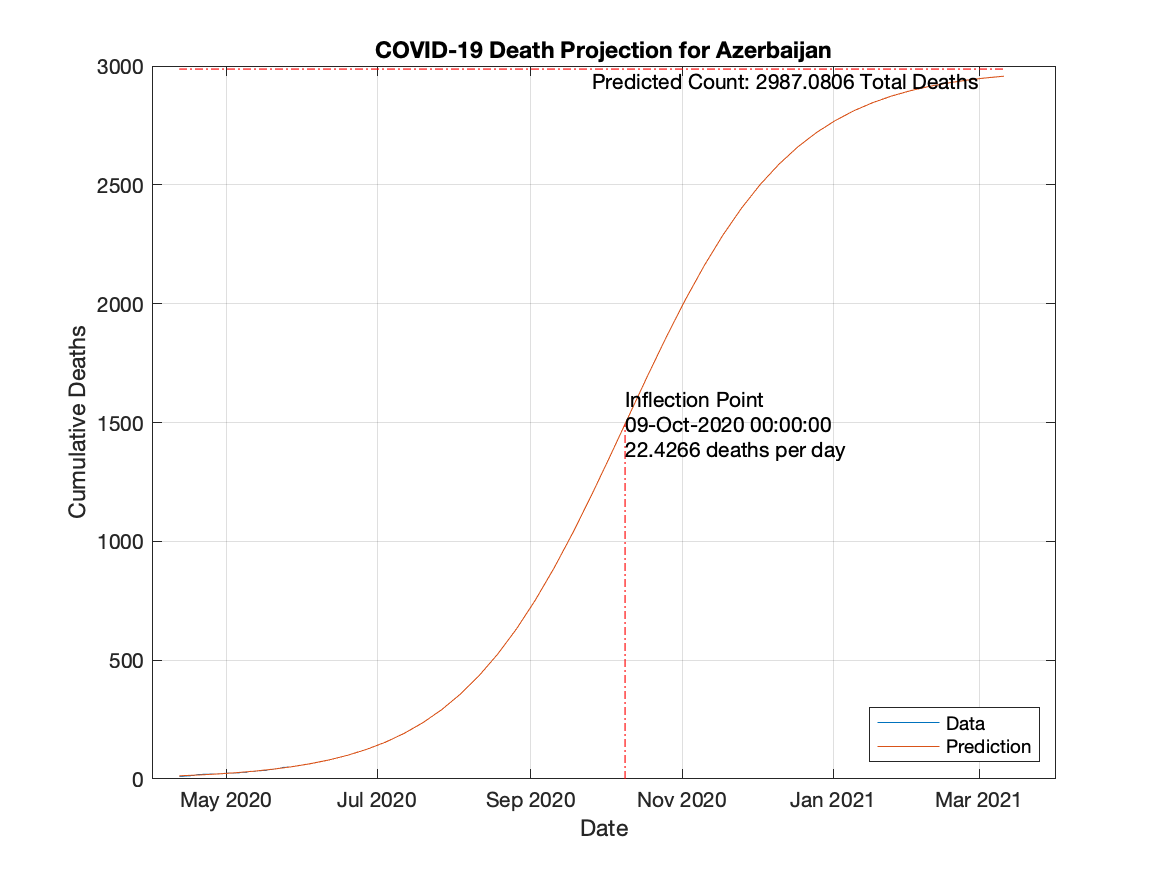 COVID-19 Death Projection for Azerbaijan
3000
Predicted Count: 2987.0806 Total Deaths
2500
2000
Inflection Point
1500
09-Oct-2020 00:00:00
22.4266 deaths per day
Cumulative Deaths
1000
500
0
Data
Prediction
May 2020
Jul 2020
Sep 2020
Nov 2020
Jan 2021
Mar 2021
Date